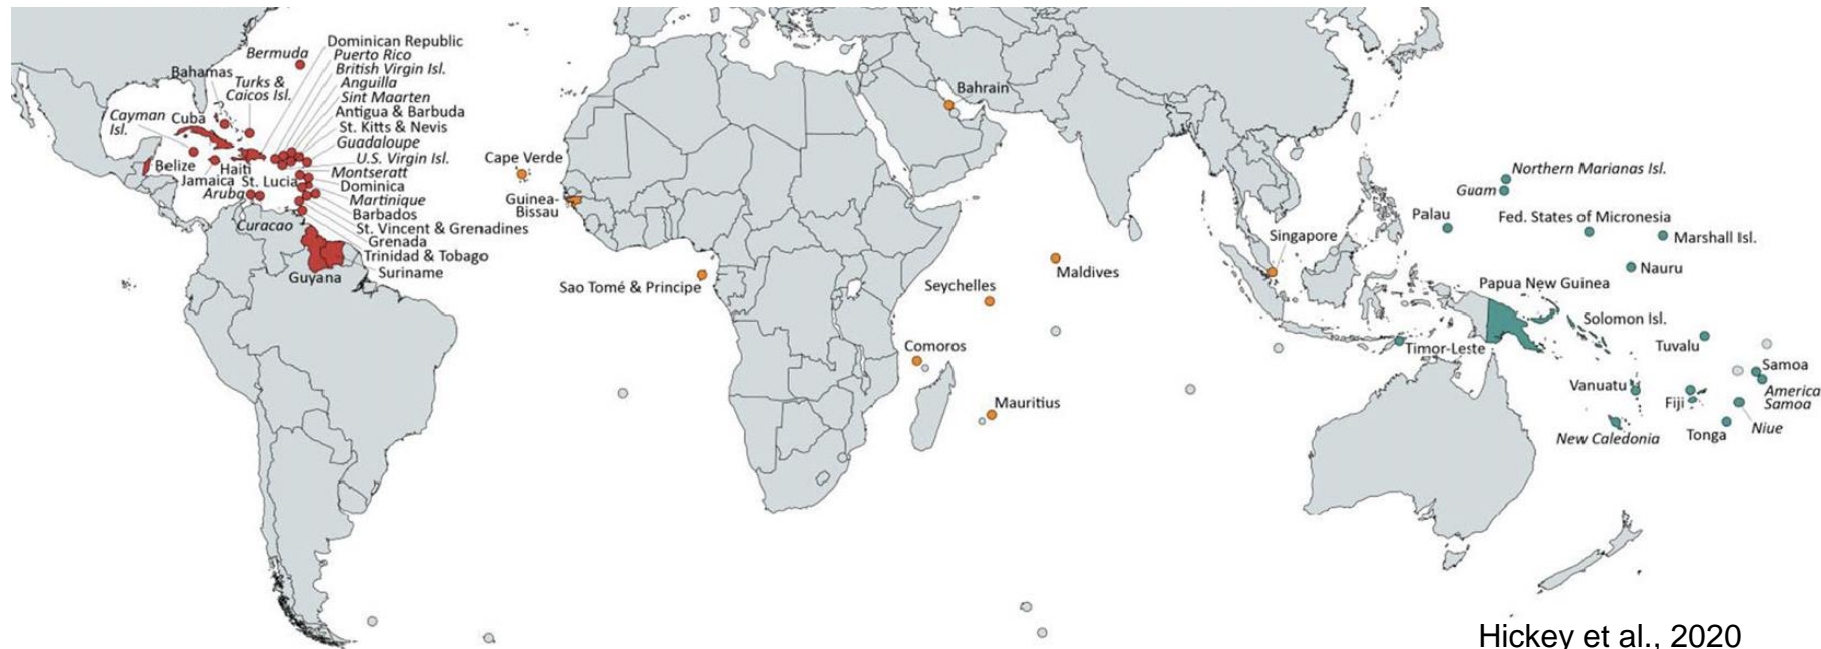 Bermuda
Bahamas
Turks &
Caicos Isl.
Cayman
Isl.
Cuba
Belize
Haiti
Jamaica
St. Lucia
Aruba
Curacao
Guyana
Dominican Republic
Puerto Rico
British Virgin Isl.
Anguilla
Sint Maarten
Antigua & Barbuda
St. Kitts & Nevis
Guadaloupe
U.S. Virgin Isl.
Montseratt
Dominica
Martinique
Barbados
St. Vincent & Grenadines
Grenada
Trinidad & Tobago
Suriname
Cape Verde
Guinea-
Bissau
Sao Tomé & Principe
Bahrain
Maldives
Seychelles
Comoros
Mauritius
Singapore
Northern Marianas Isl.
Guam
Palau
Fed. States of Micronesia
Marshall Isl.
Nauru
Papua New Guinea
Solomon Isl.
Timor-Leste
Tuvalu
Samoa
America
Samoa
Vanuatu
Fiji
Niue
Tonga
New Caledonia
Hickey et al., 2020